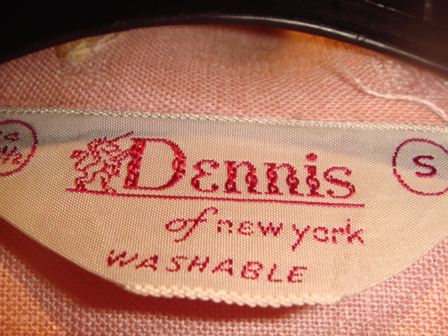 Dennis
S
of new york
WASHABLE